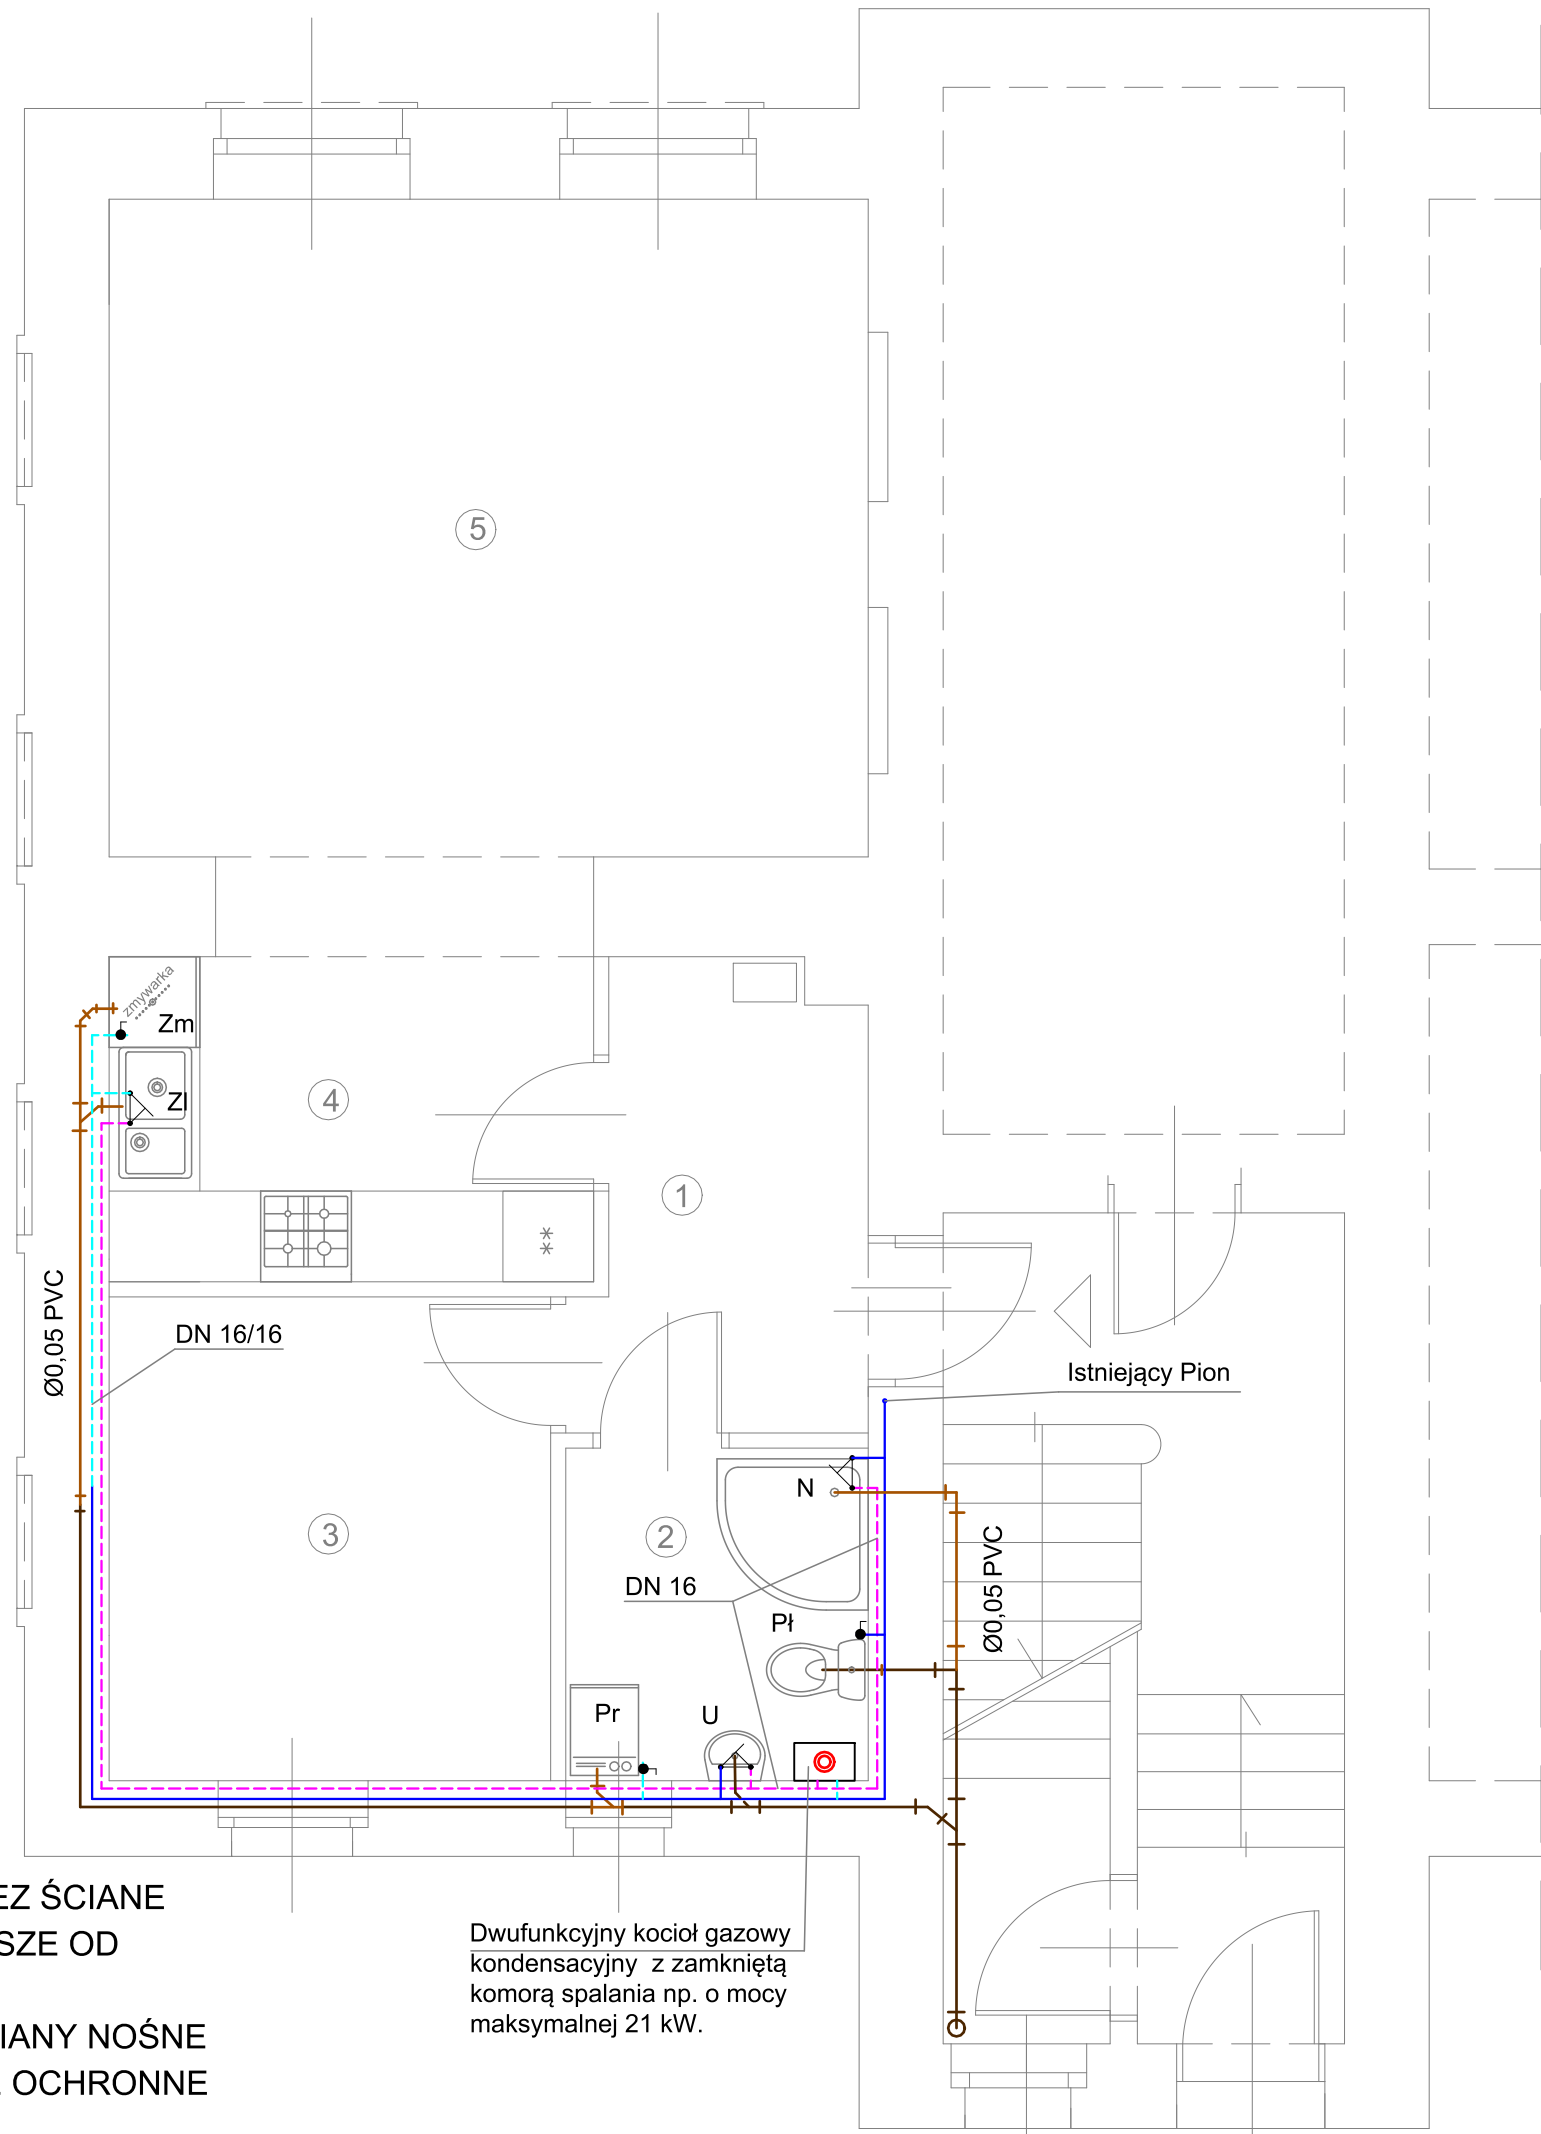 5
zmywarka
Zm
Zl
4
1
Ø0,05 PVC
DN 16/16
Istniejący Pion
N
3
2
DN 16
Ø0,05 PVC
Pł
Pr
U
EZ ŚCIANE
SZE OD
IANY NOŚNE
OCHRONNE
Dwufunkcyjny kocioł gazowy
kondensacyjny z zamkniętą
komorą spalania np. o mocy
maksymalnej 21 kW.